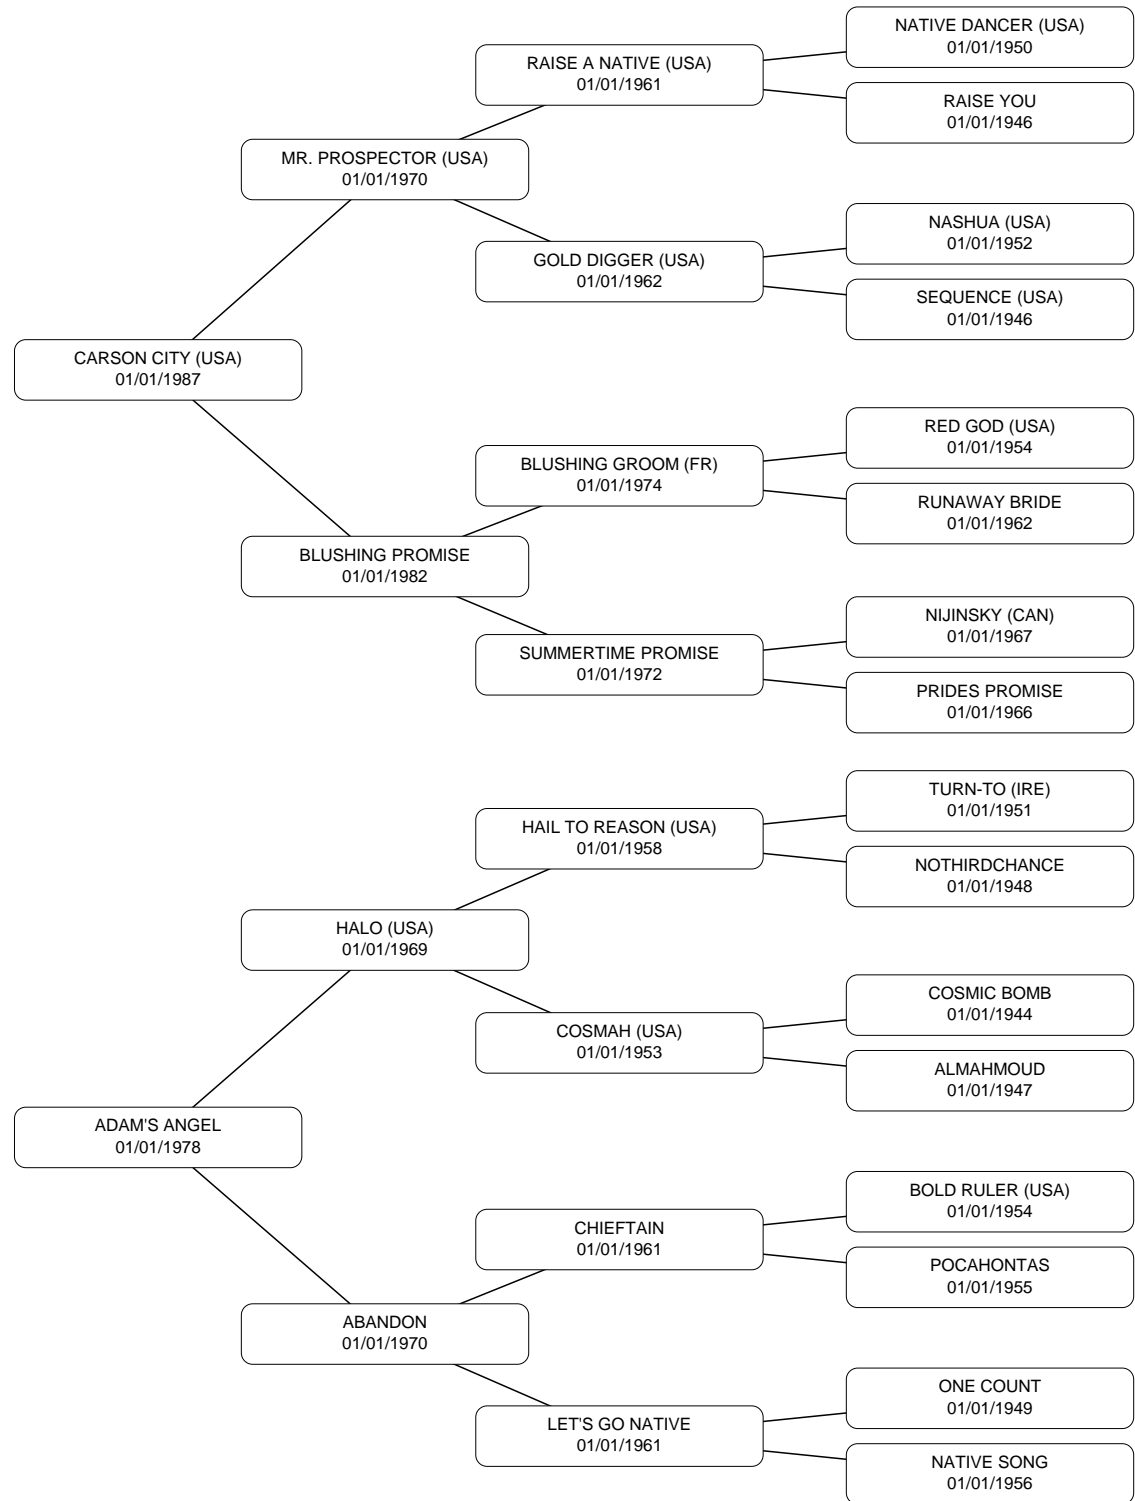 NATIVE DANCER (USA)
01/01/1950
RAISE A NATIVE (USA)
01/01/1961
RAISE YOU
01/01/1946
MR. PROSPECTOR (USA)
01/01/1970
NASHUA (USA)
01/01/1952
GOLD DIGGER (USA)
01/01/1962
SEQUENCE (USA)
01/01/1946
CARSON CITY (USA)
01/01/1987
RED GOD (USA)
01/01/1954
BLUSHING GROOM (FR)
01/01/1974
RUNAWAY BRIDE
01/01/1962
BLUSHING PROMISE
01/01/1982
NIJINSKY (CAN)
01/01/1967
SUMMERTIME PROMISE
01/01/1972
PRIDES PROMISE
01/01/1966
TURN-TO (IRE)
01/01/1951
HAIL TO REASON (USA)
01/01/1958
NOTHIRDCHANCE
01/01/1948
HALO (USA)
01/01/1969
COSMIC BOMB
01/01/1944
COSMAH (USA)
01/01/1953
ALMAHMOUD
01/01/1947
ADAM'S ANGEL
01/01/1978
BOLD RULER (USA)
01/01/1954
CHIEFTAIN
01/01/1961
POCAHONTAS
01/01/1955
ABANDON
01/01/1970
ONE COUNT
01/01/1949
LET'S GO NATIVE
01/01/1961
NATIVE SONG
01/01/1956